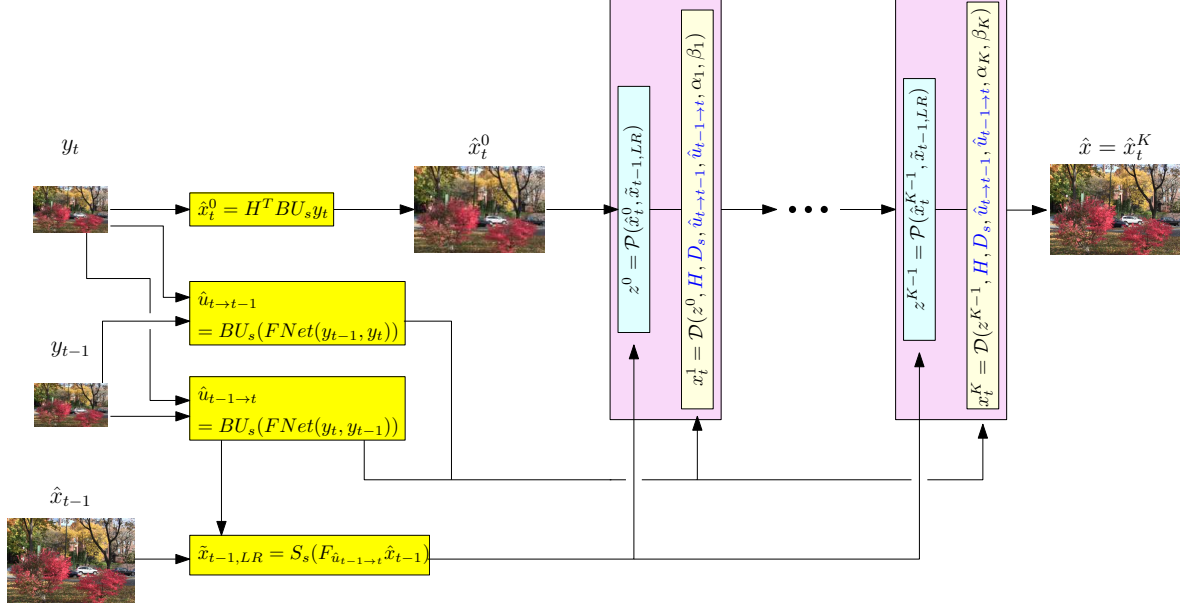 y_t
x̂_t^0 = H^T BU_s y_t
x̂_t^0
û_{t→t−1}
= BU_s(FNet(y_{t−1}, y_t))
y_{t−1}
û_{t−1→t}
= BU_s(FNet(y_t, y_{t−1}))
x̂_{t−1}
x̃_{t−1,LR} = S_s(F_{û_{t−1→t}} x̂_{t−1})
z^0 = P(x̂_t^0, x̃_{t−1,LR})
x_t^1 = D(z^0, H, D_s, û_{t→t−1}, û_{t−1→t}, α_1, β_1)
•••
z^{K−1} = P(x̂_t^{K−1}, x̃_{t−1,LR})
x_t^K = D(z^{K−1}, H, D_s, û_{t→t−1}, û_{t−1→t}, α_K, β_K)
x̂ = x̂_t^K